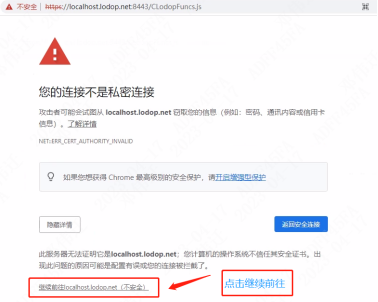 不安全 | https://localhost.lodop.net:8443/CLodopFuncs.js
您的连接不是私密连接
攻击者可能会试图从 localhost.lodop.net 窃取您的信息（例如：密码、通讯内容或信用卡
信息）。了解详情
NET::ERR_CERT_AUTHORITY_INVALID
如果您想获得 Chrome 最高级别的安全保护，请开启增强型保护
隐藏详情
返回安全连接
此服务器无法证明它是localhost.lodop.net；您计算机的操作系统不信任其安全证书。出
现此问题的原因可能是配置有误或您的连接被拦截了。
继续前往localhost.lodop.net（不安全）
点击继续前往